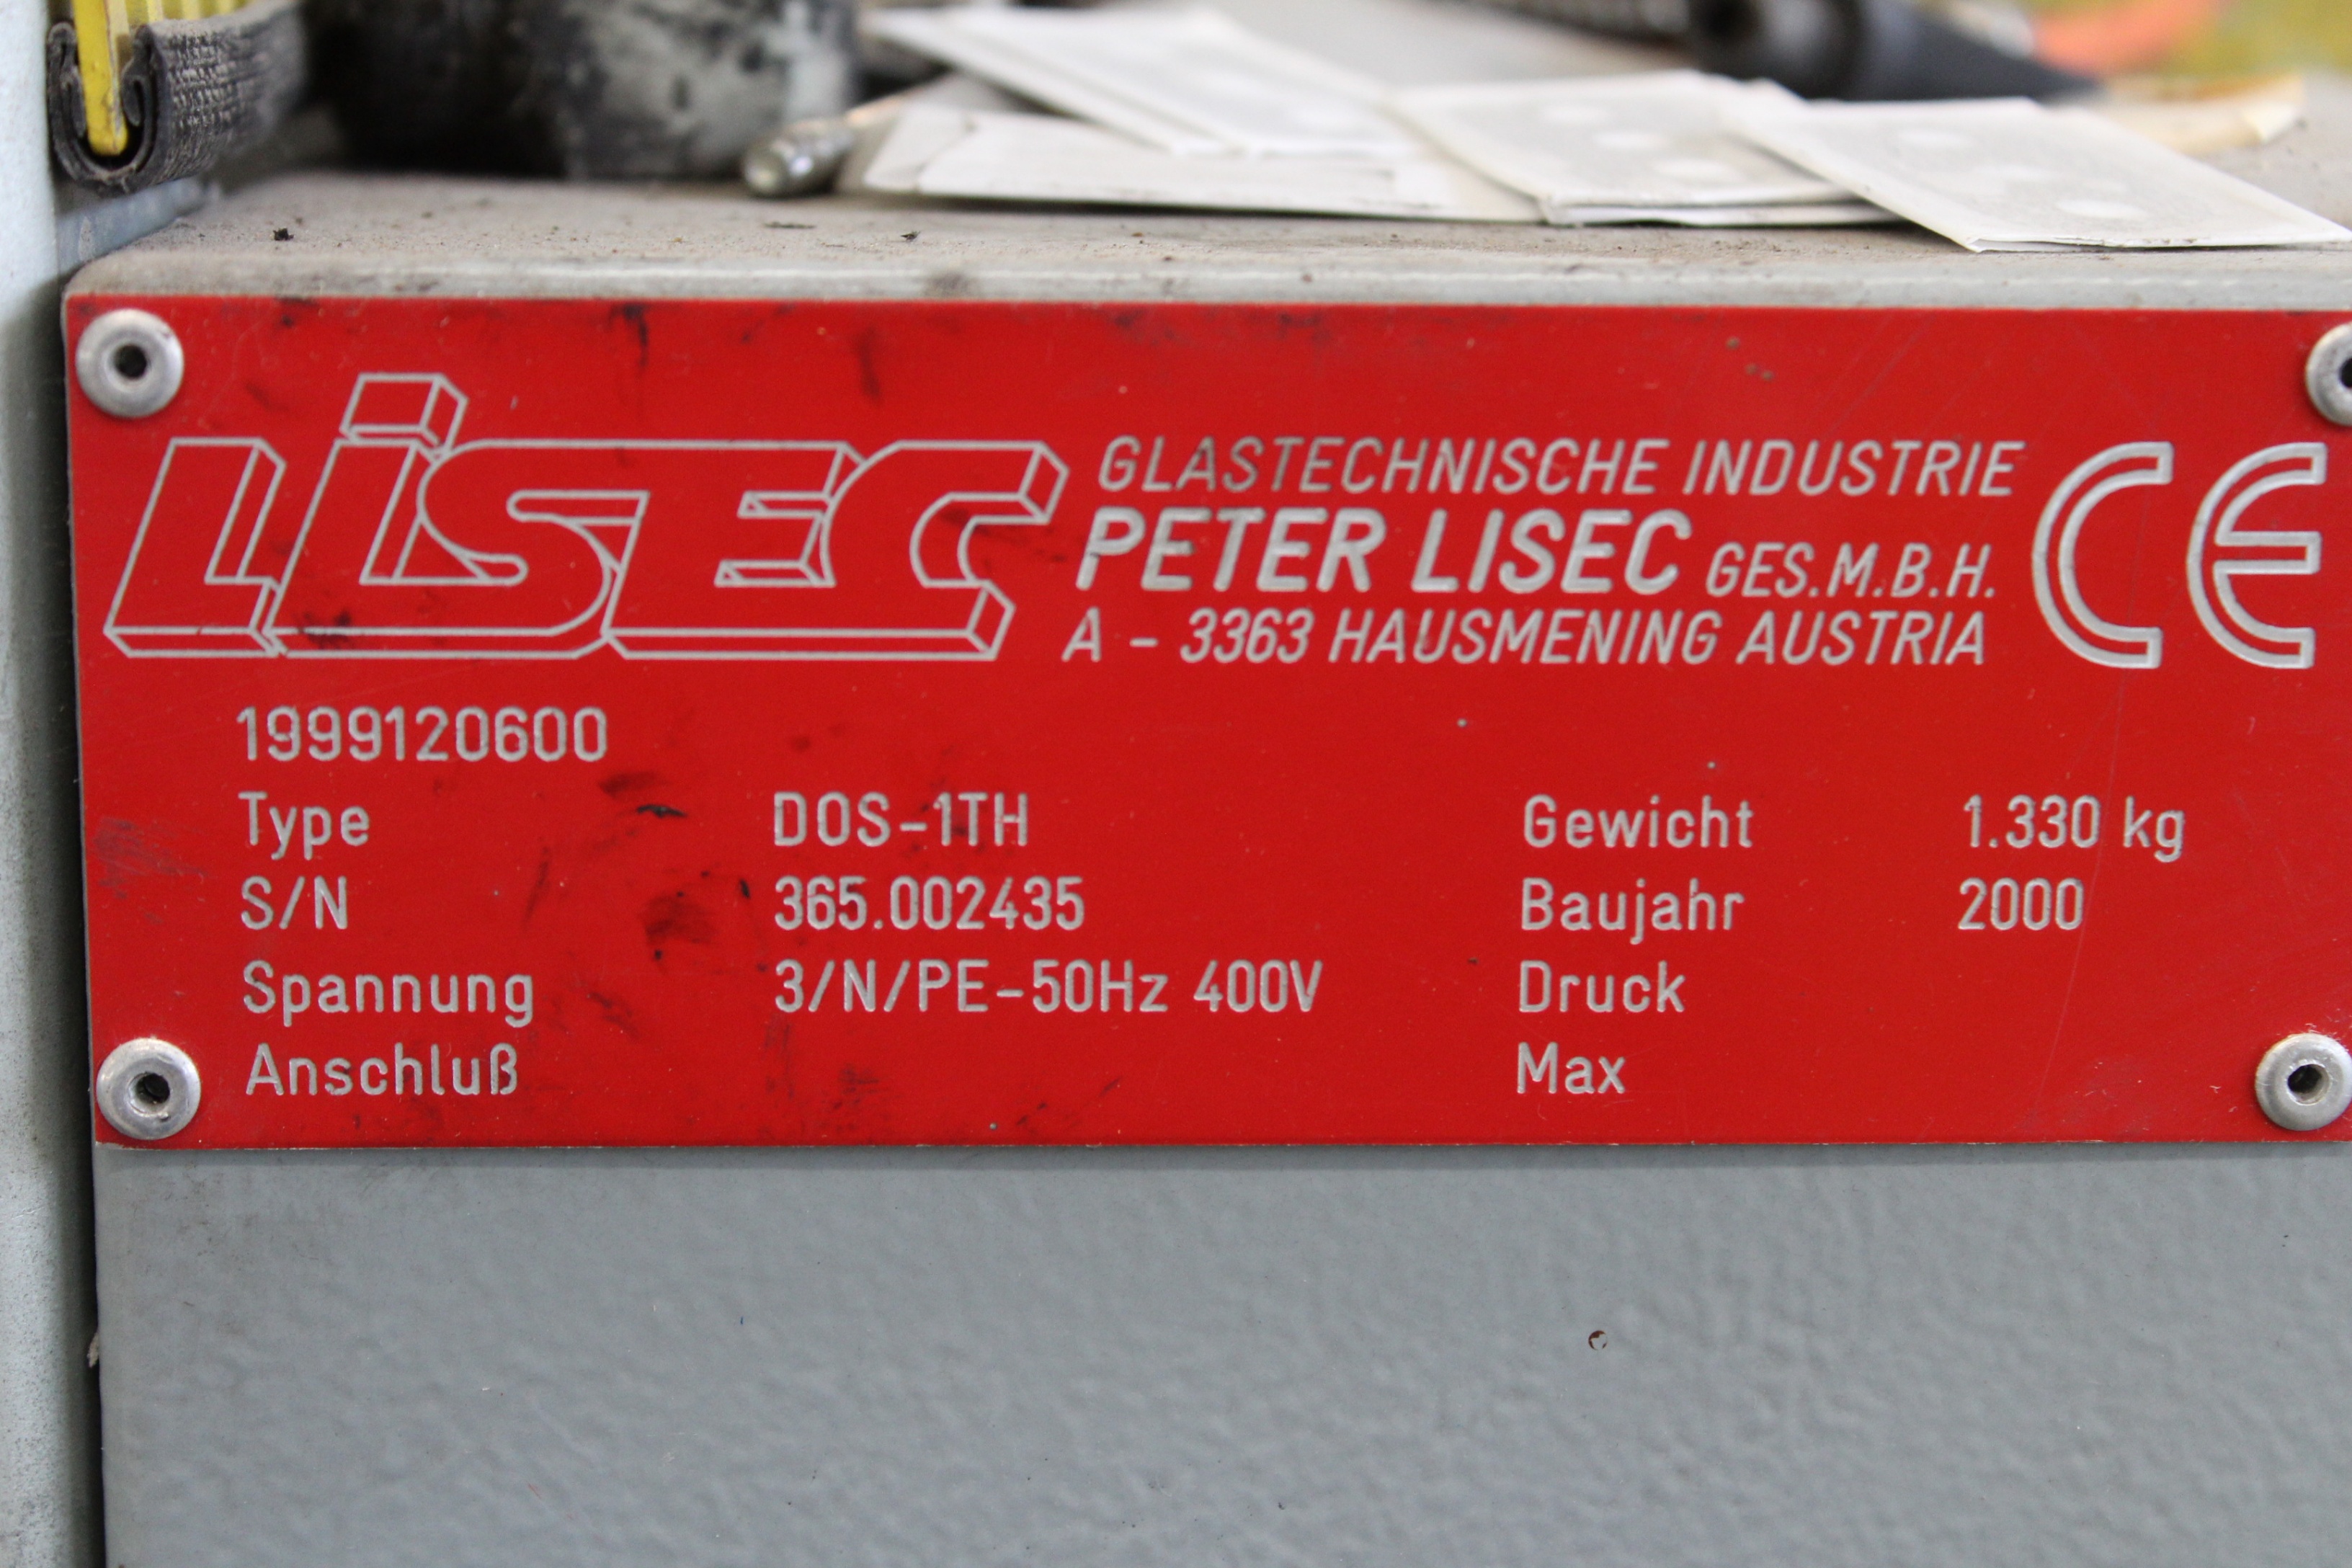 LiSEC
GLASTECHNISCHE INDUSTRIE
PETER LISEC GES.M.B.H.
A - 3363 HAUSMENING AUSTRIA
CE
1999120600
Type DOS-1TH Gewicht 1.330 kg
S/N 365.002435 Baujahr 2000
Spannung 3/N/PE-50Hz 400V Druck
Anschluß Max